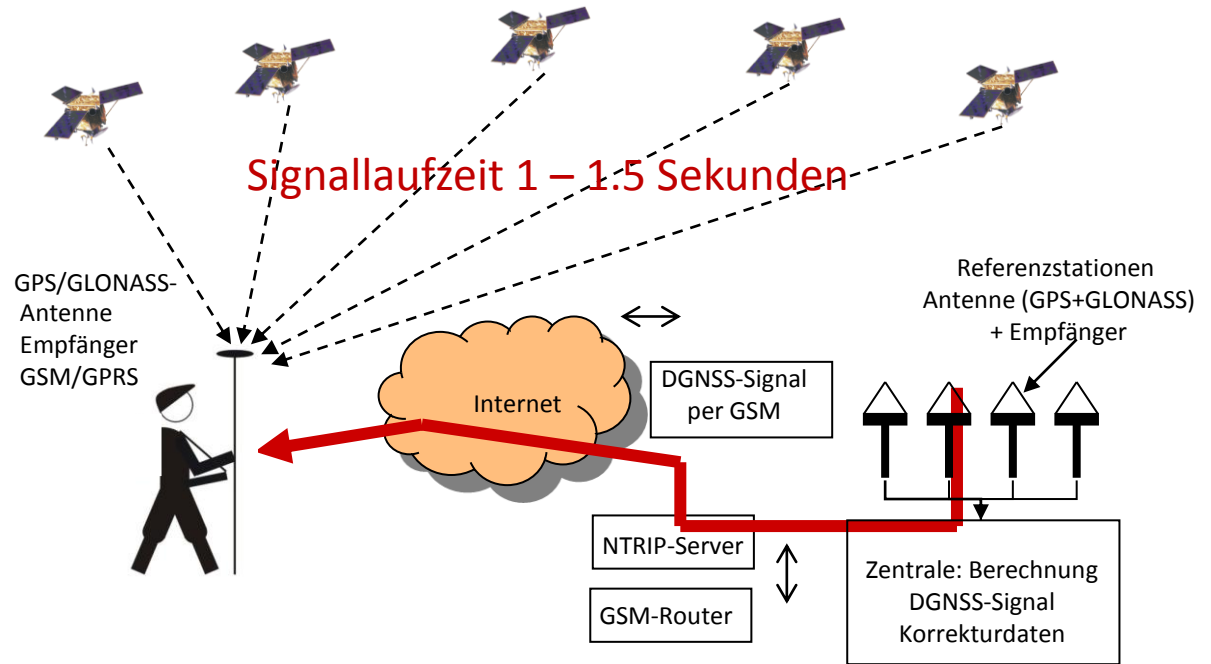 Signallaufzeit 1 – 1.5 Sekunden
GPS/GLONASS-
Antenne
Empfänger
GSM/GPRS
Referenzstationen
Antenne (GPS+GLONASS)
+ Empfänger
Internet
DGNSS-Signal
per GSM
NTRIP-Server
GSM-Router
Zentrale: Berechnung
DGNSS-Signal
Korrekturdaten